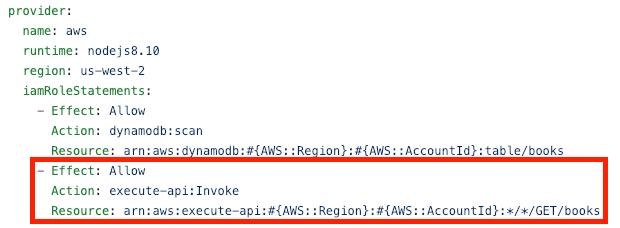 provider:
  name: aws
  runtime: nodejs8.10
  region: us-west-2
  iamRoleStatements:
    - Effect: Allow
      Action: dynamodb:scan
      Resource: arn:aws:dynamodb:#{AWS::Region}:#{AWS::AccountId}:table/books
    - Effect: Allow
      Action: execute-api:Invoke
      Resource: arn:aws:execute-api:#{AWS::Region}:#{AWS::AccountId}:*/*/GET/books